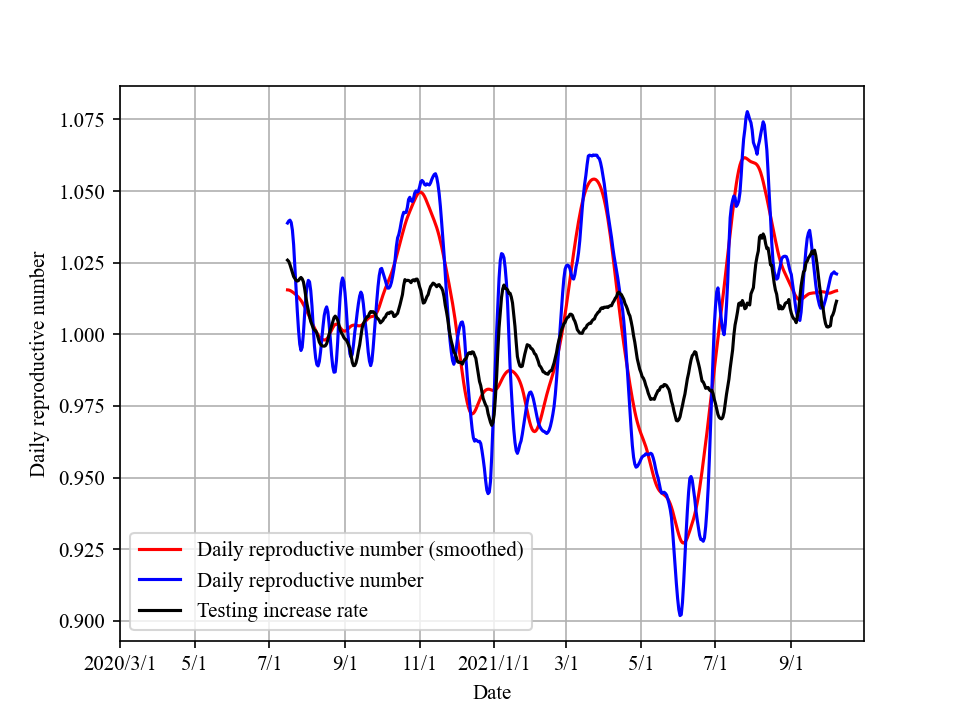 1.075
1.050
1.025
1.000
0.975
0.950
0.925
0.900
Daily reproductive number
Daily reproductive number (smoothed)
Daily reproductive number
Testing increase rate
2020/3/1 5/1 7/1 9/1 11/1 2021/1/1 3/1 5/1 7/1 9/1
Date